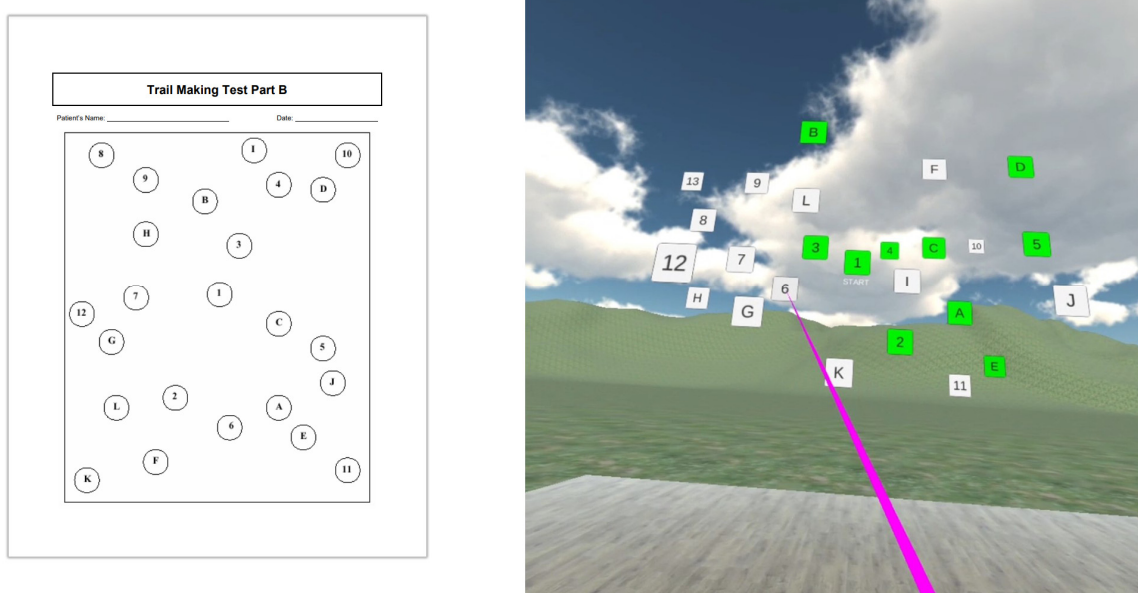 Trail Making Test Part B
Patient's Name: Date:
8
I
10
9
4
D
B
H
3
7
1
12
C
G
5
J
L
2
A
6
E
F
K
11
B
13
9
F
D
L
8
12
7
3
1
START
4
C
10
5
H
G
6
I
A
J
2
K
11
E